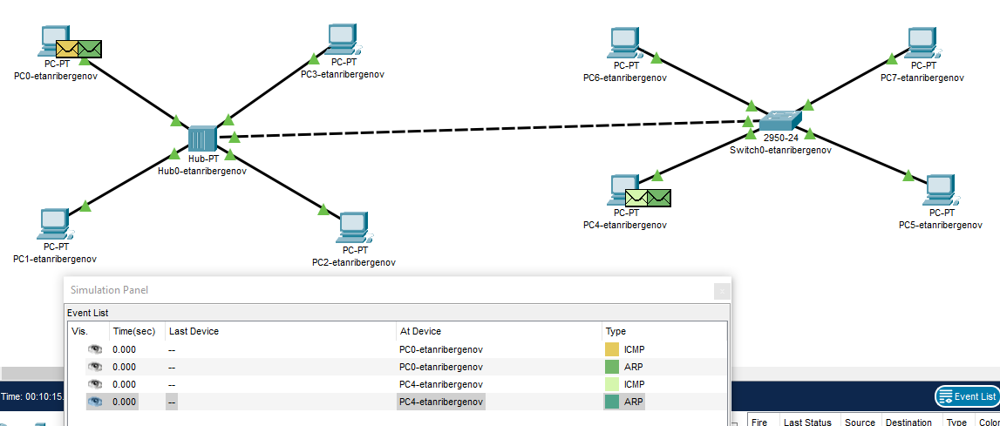 PC-PT
PC0-etanribergenov
PC-PT
PC3-etanribergenov
PC-PT
PC6-etanribergenov
PC-PT
PC7-etanribergenov
Hub-PT
Hub0-etanribergenov
2950-24
Switch0-etanribergenov
PC-PT
PC1-etanribergenov
PC-PT
PC2-etanribergenov
PC-PT
PC4-etanribergenov
PC-PT
PC5-etanribergenov
Simulation Panel
Event List
Vis. Time(sec) Last Device At Device Type
0.000 -- PC0-etanribergenov ICMP
0.000 -- PC0-etanribergenov ARP
0.000 -- PC4-etanribergenov ICMP
0.000 -- PC4-etanribergenov ARP
Time: 00:10:15.
Event List
Fire Last Status Source Destination Type Color